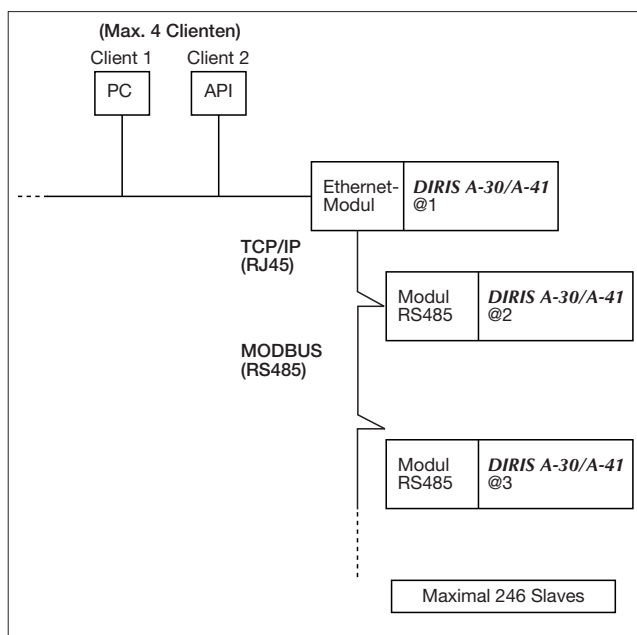 (Max. 4 Clienten)
Client 1 Client 2
PC API
Ethernet-
Modul
DIRIS A-30/A-41
@1
TCP/IP
(RJ45)
Modul
RS485
DIRIS A-30/A-41
@2
MODBUS
(RS485)
Modul
RS485
DIRIS A-30/A-41
@3
Maximal 246 Slaves